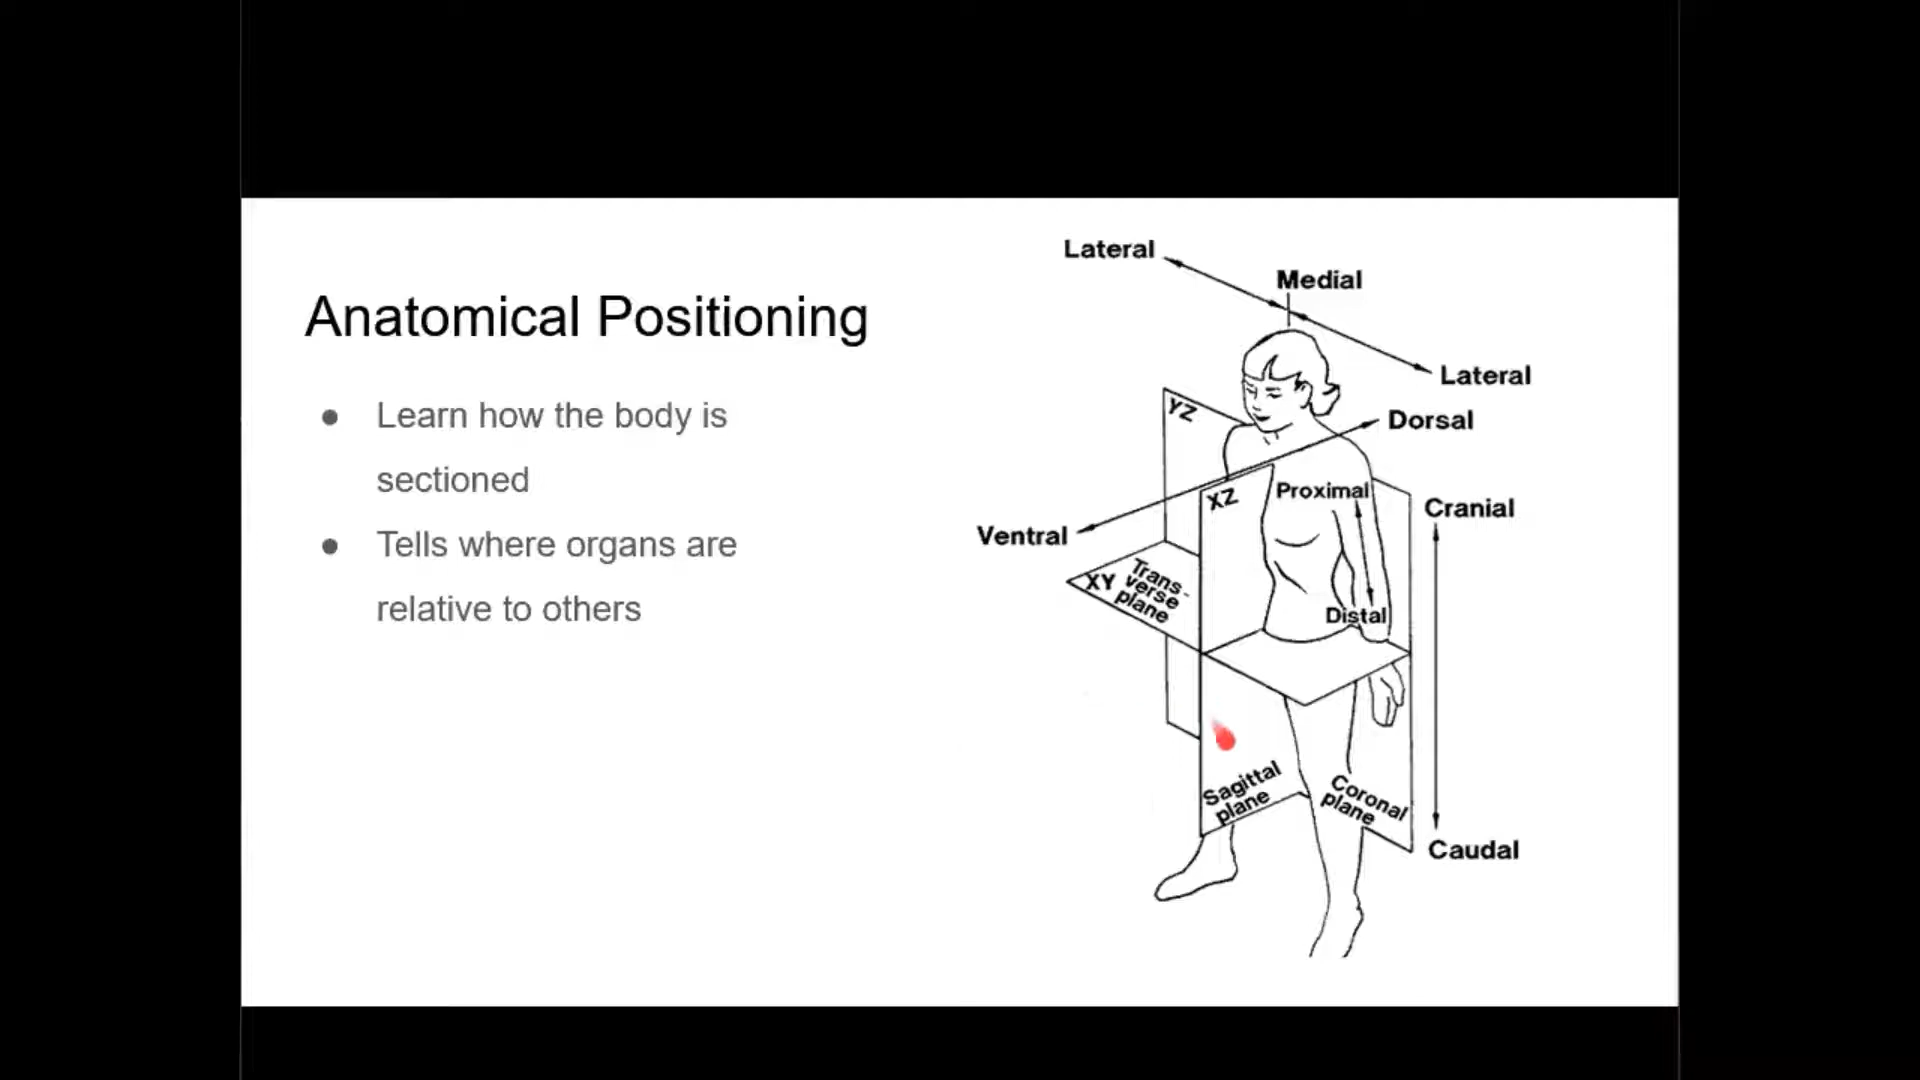 Anatomical Positioning
● Learn how the body is
sectioned
● Tells where organs are
relative to others
Lateral
Medial
Lateral
Dorsal
YZ
XZ
Proximal
Cranial
Ventral
XY
Trans-
verse
plane
Distal
Sagittal
plane
Coronal
plane
Caudal